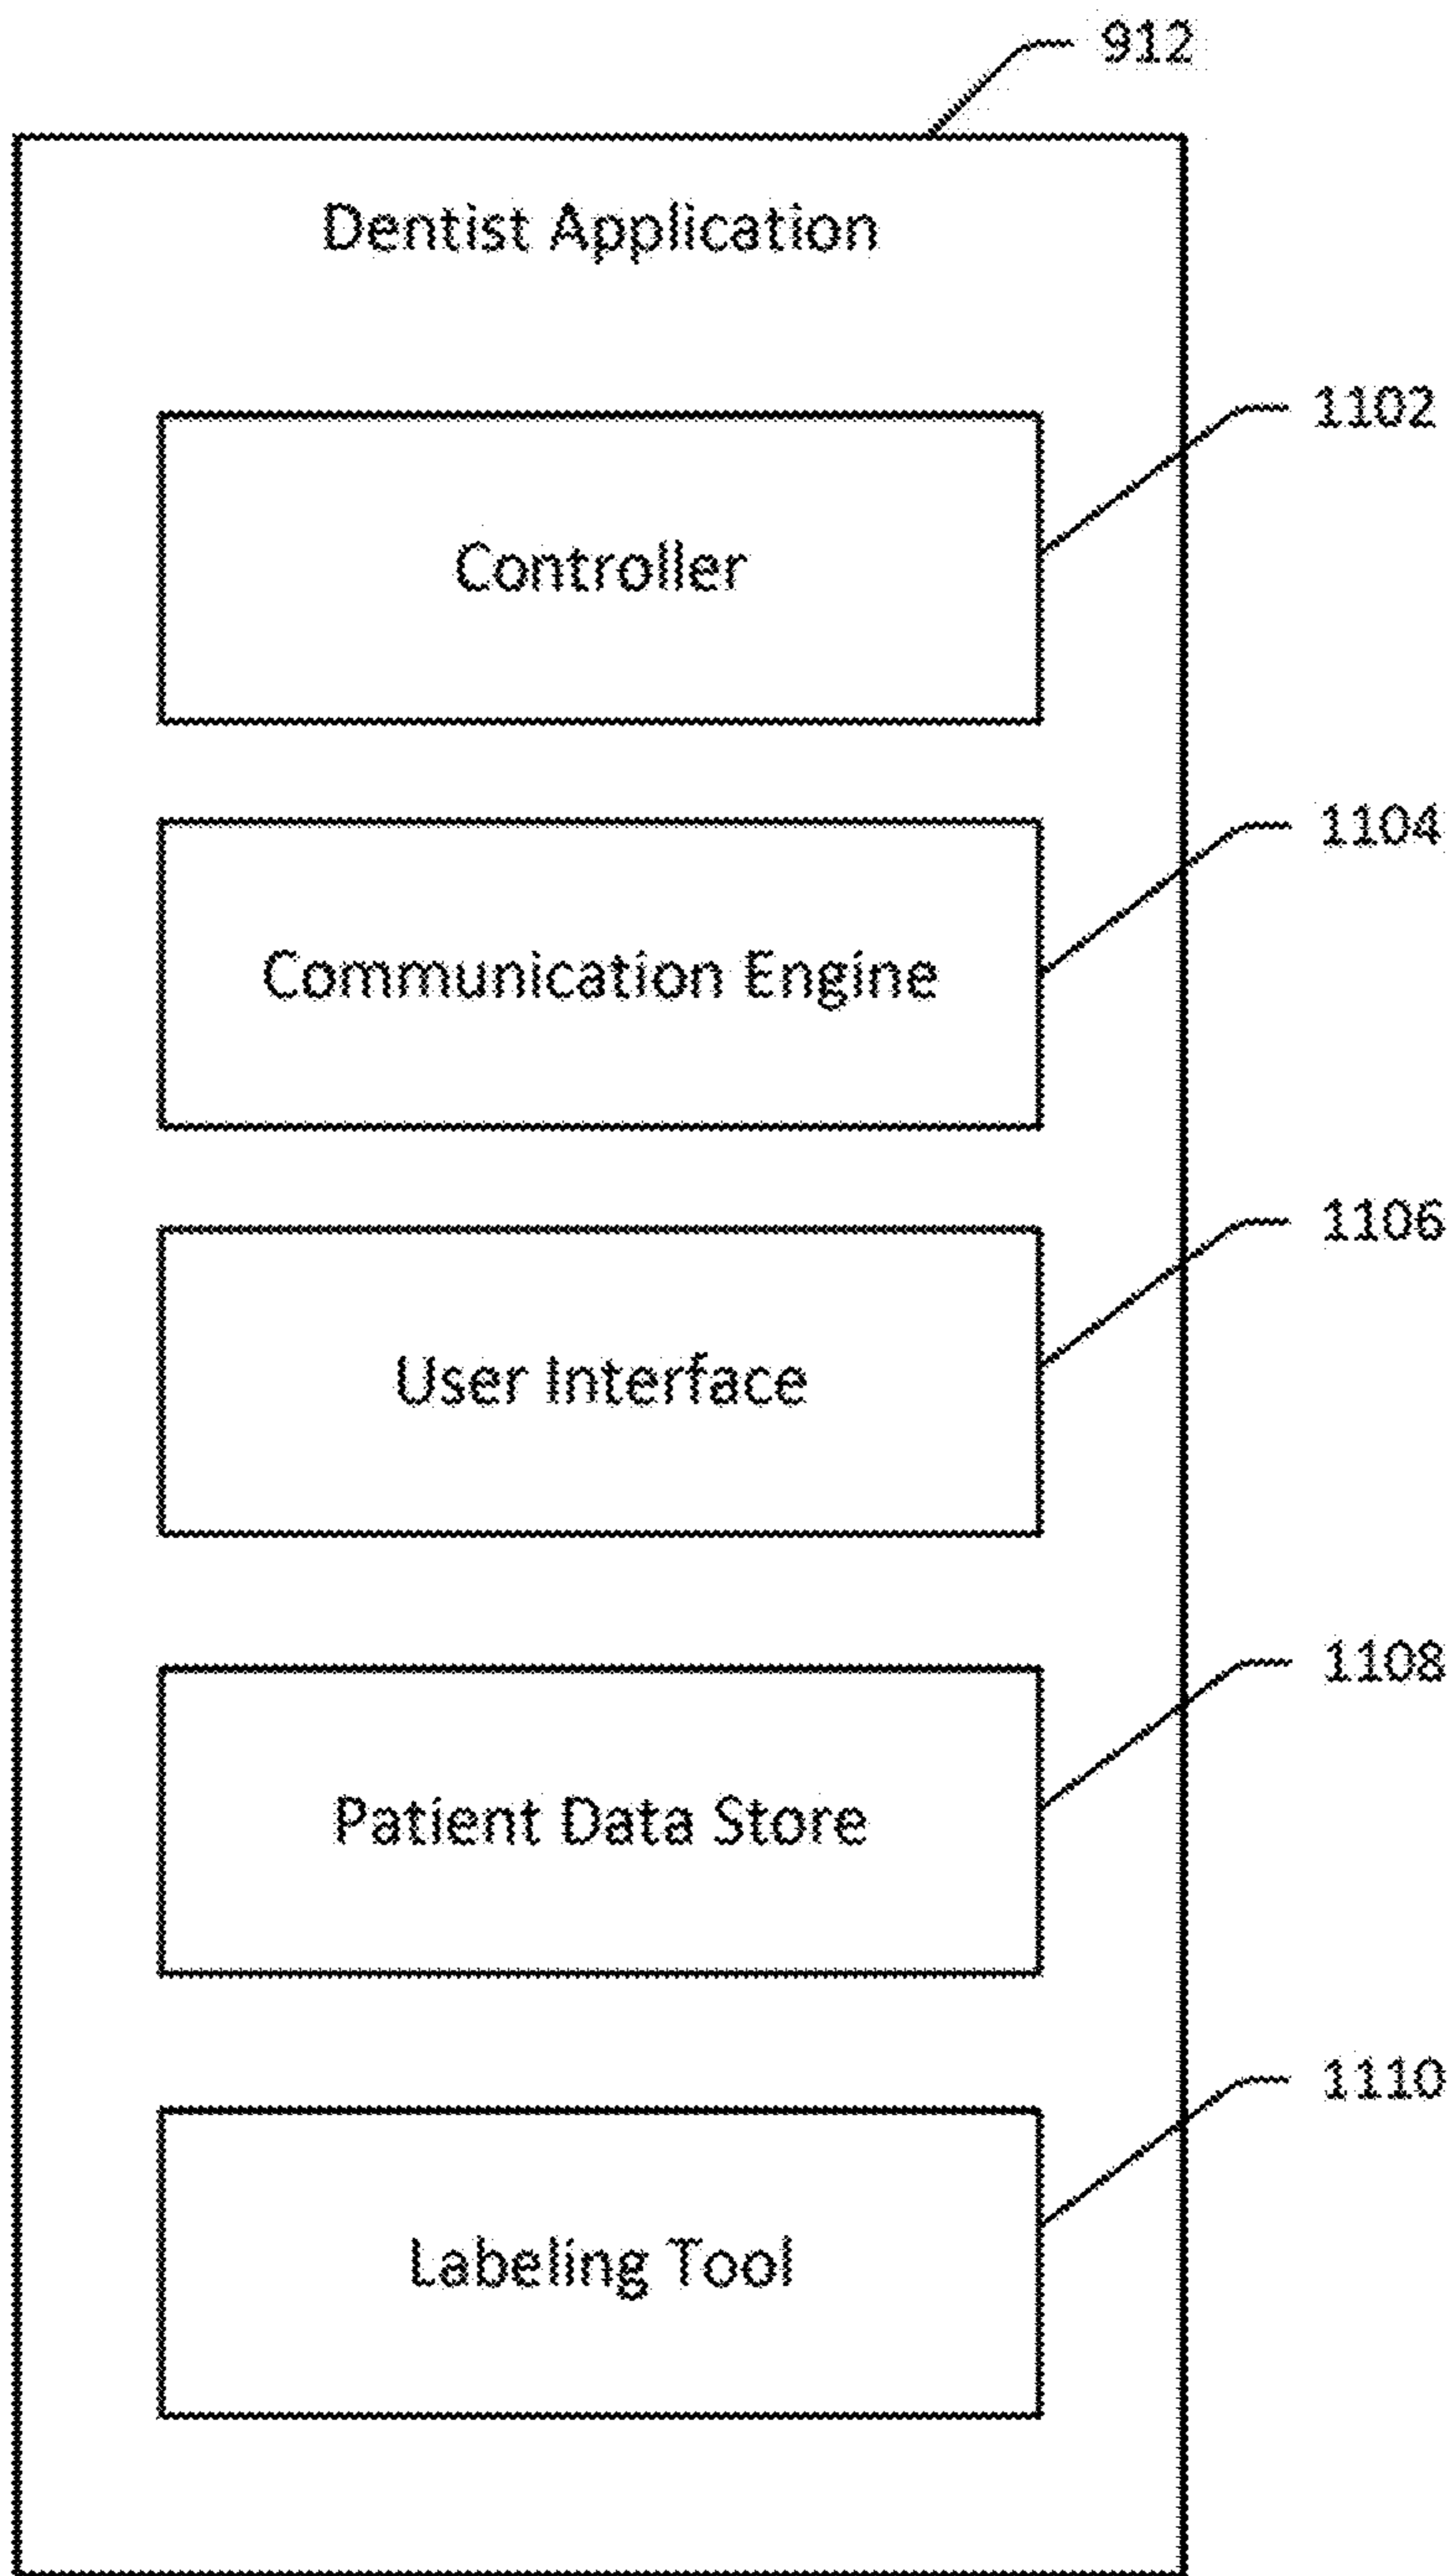 912
Dentist Application
1102
Controller
1104
Communication Engine
1106
User Interface
1108
Patient Data Store
1110
Labeling Tool